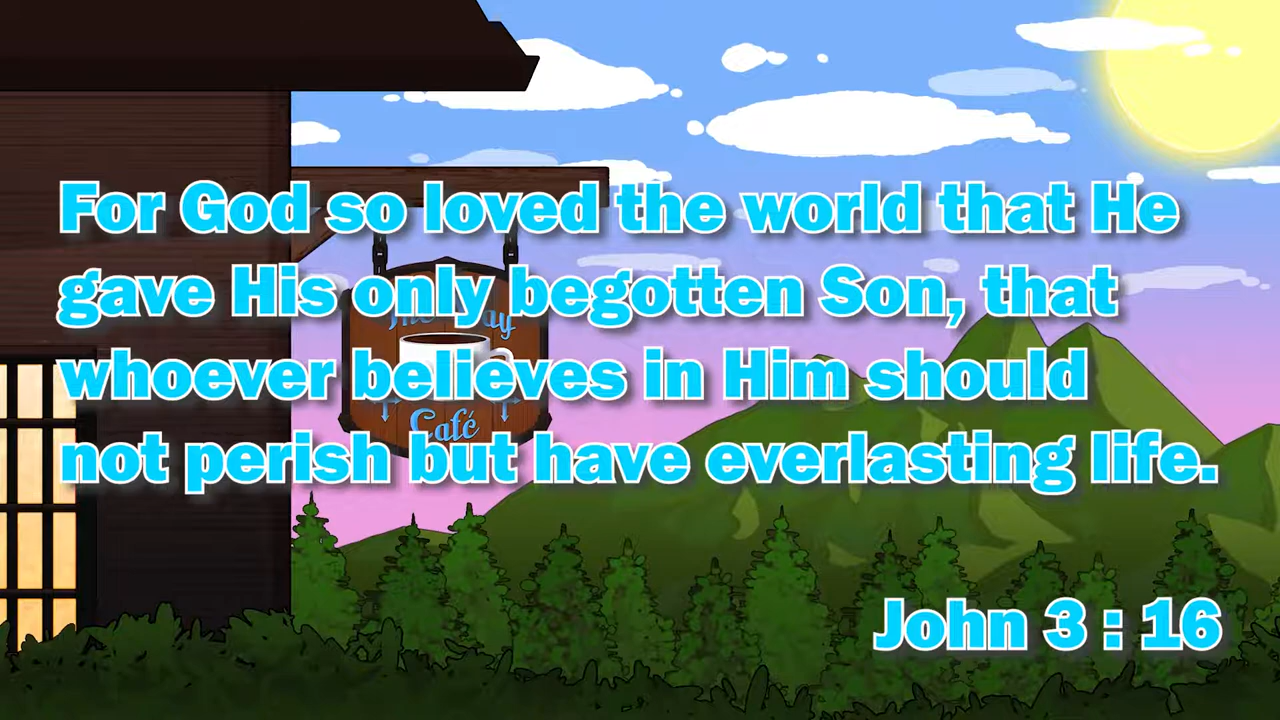 For God so loved the world that He
gave His only begotten Son, that
whoever believes in Him should
not perish but have everlasting life.
Café
John 3 : 16